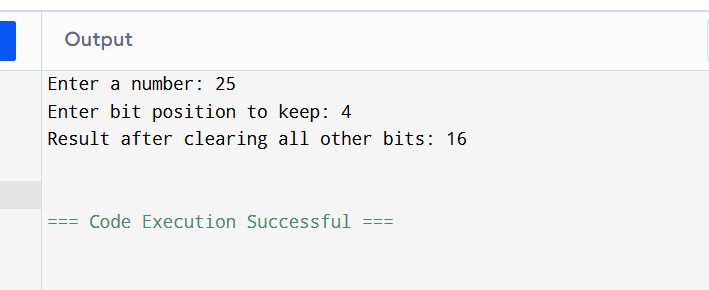 Output
Enter a number: 25
Enter bit position to keep: 4
Result after clearing all other bits: 16
=== Code Execution Successful ===